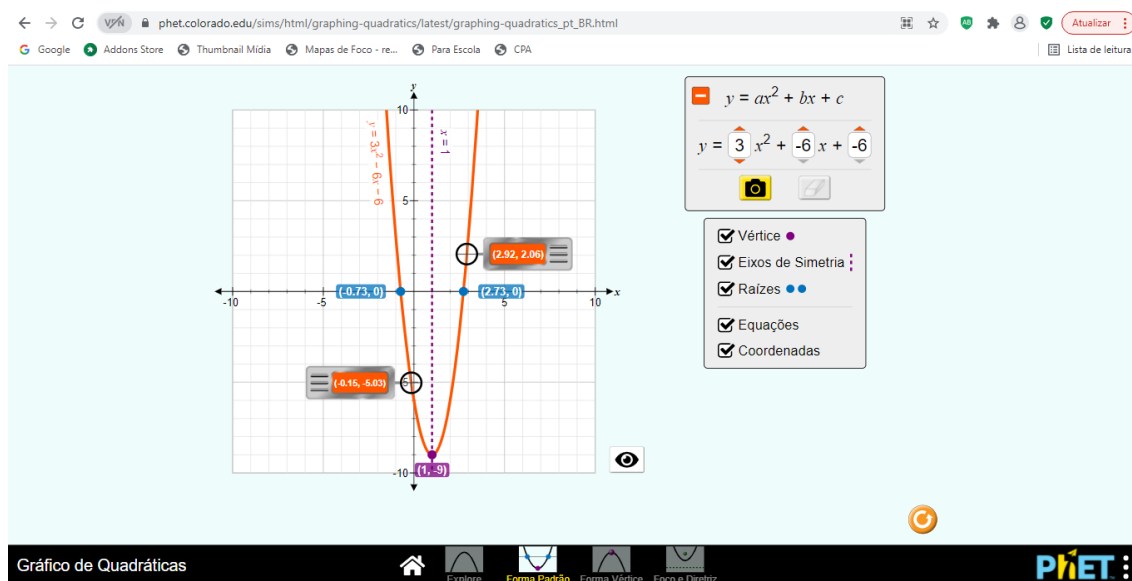 VPN phet.colorado.edu/sims/html/graphing-quadratics/latest/graphing-quadratics_pt_BR.html AB Atualizar
G Google Addons Store Thumbnail Mídia Mapas de Foco - re... Para Escola CPA Lista de leitura
y
10
y = 3x² − 6x − 6
x = 1
5
(2.92, 2.06)
(-0.73, 0) (2.73, 0)
-10 -5 5 10 x
(-0.15, -5.03) -5
-10 (1, -9)
y = ax² + bx + c
y = 3 x² + -6 x + -6
Vértice
Eixos de Simetria
Raízes
Equações
Coordenadas
Gráfico de Quadráticas
Explore Forma Padrão Forma Vértice Foco e Diretriz
PhET